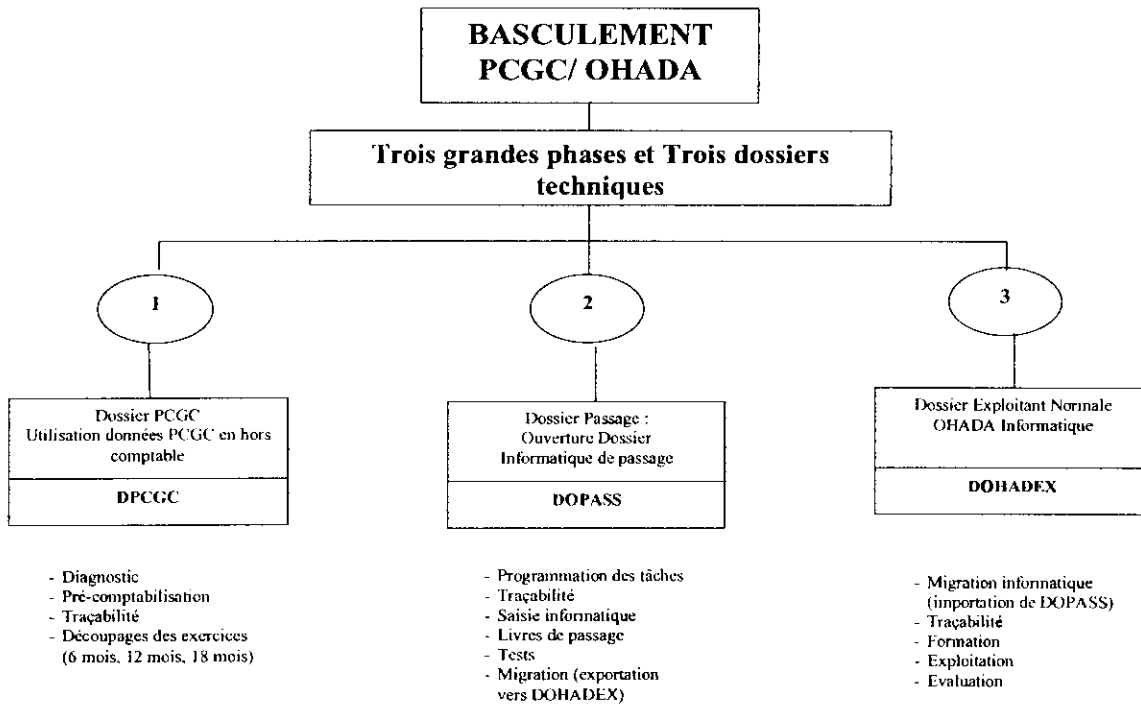 BASCULEMENT
PCGC/ OHADA
Trois grandes phases et Trois dossiers
techniques
1
Dossier PCGC
Utilisation données PCGC en hors
comptable
DPCGC
- Diagnostic
- Pré-comptabilisation
- Traçabilité
- Découpages des exercices
(6 mois, 12 mois, 18 mois)
2
Dossier Passage :
Ouverture Dossier
Informatique de passage
DOPASS
- Programmation des tâches
- Traçabilité
- Saisie informatique
- Livres de passage
- Tests
- Migration (exportation
vers DOHADEX)
3
Dossier Exploitant Normale
OHADA Informatique
DOHADEX
- Migration informatique
(importation de DOPASS)
- Traçabilité
- Formation
- Exploitation
- Evaluation